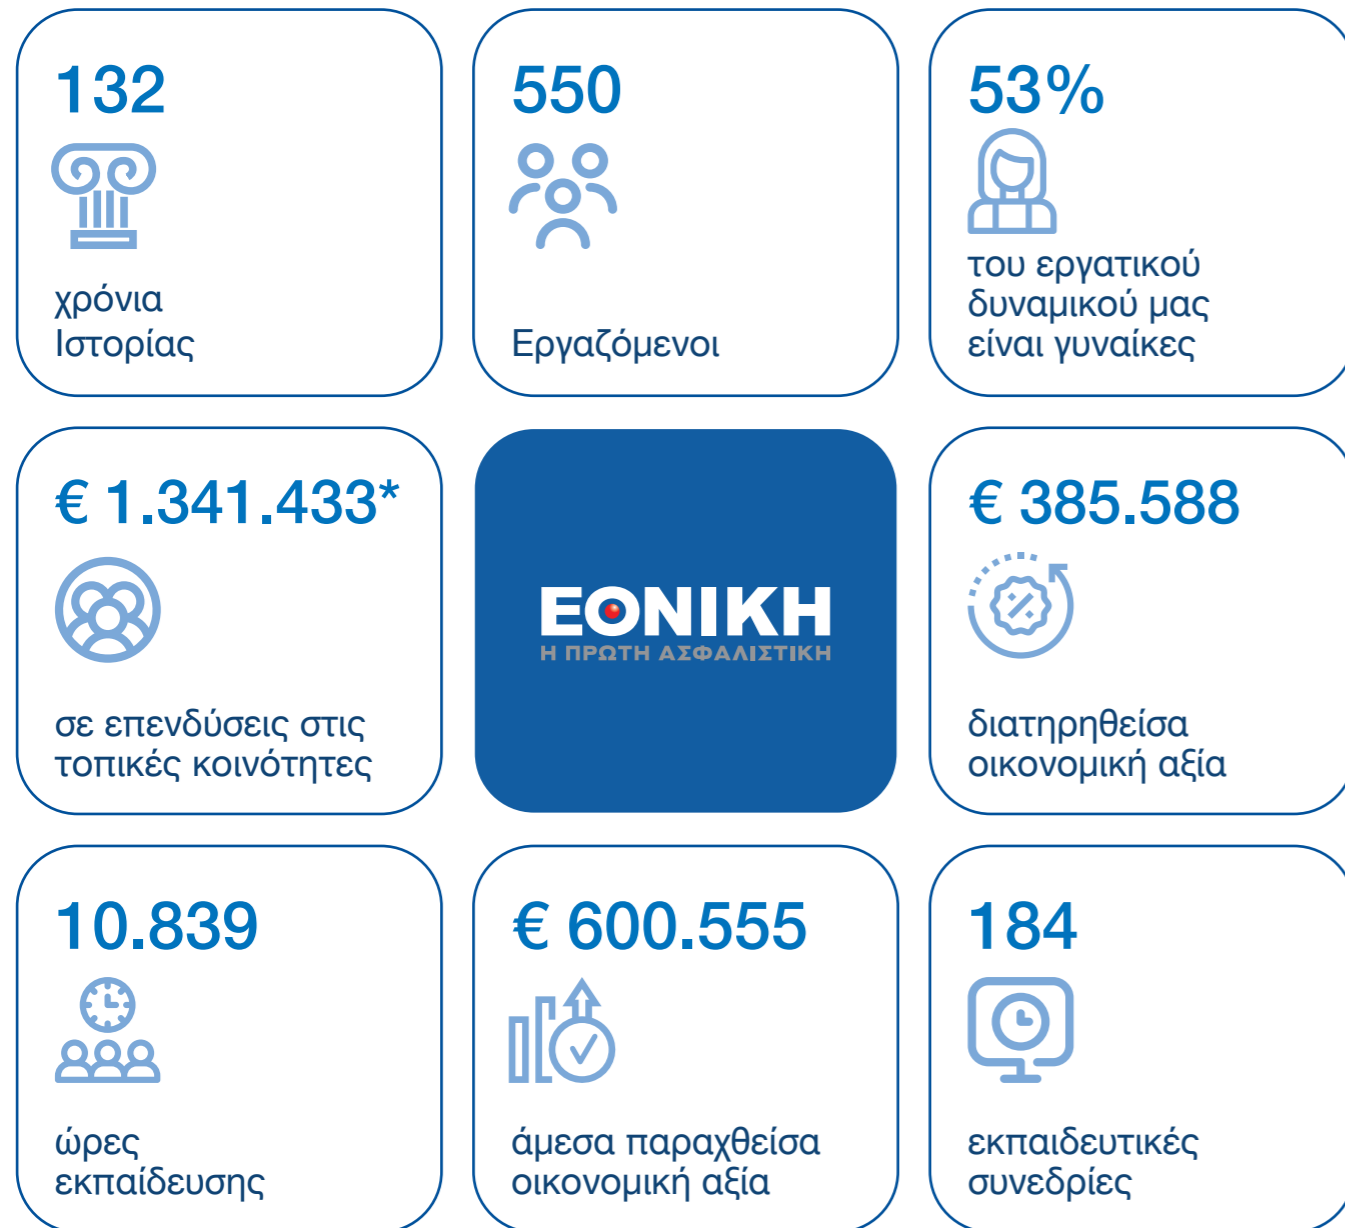 132
χρόνια
Ιστορίας
550
Εργαζόμενοι
53%
του εργατικού
δυναμικού μας
είναι γυναίκες
€ 1.341.433*
σε επενδύσεις στις
τοπικές κοινότητες
ΕΘΝΙΚΗ
Η ΠΡΩΤΗ ΑΣΦΑΛΙΣΤΙΚΗ
€ 385.588
διατηρηθείσα
οικονομική αξία
10.839
ώρες
εκπαίδευσης
€ 600.555
άμεσα παραχθείσα
οικονομική αξία
184
εκπαιδευτικές
συνεδρίες